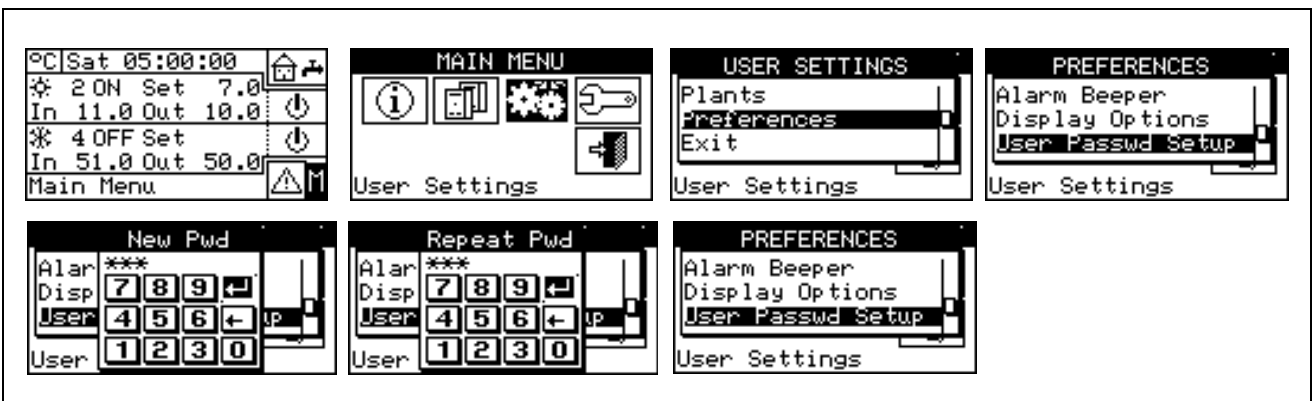 °C Sat 05:00:00
2 ON Set 7.0
In 11.0 Out 10.0
4 OFF Set
In 51.0 Out 50.0
Main Menu M
MAIN MENU
i
User Settings
USER SETTINGS
Plants
Preferences
Exit
User Settings
PREFERENCES
Alarm Beeper
Display Options
User Passwd Setup
User Settings
New Pwd
Alar ***
Disp 7 8 9
User 4 5 6 ← up
1 2 3 0
User
Repeat Pwd
Alar ***
Disp 7 8 9
User 4 5 6 ← up
1 2 3 0
User
PREFERENCES
Alarm Beeper
Display Options
User Passwd Setup
User Settings